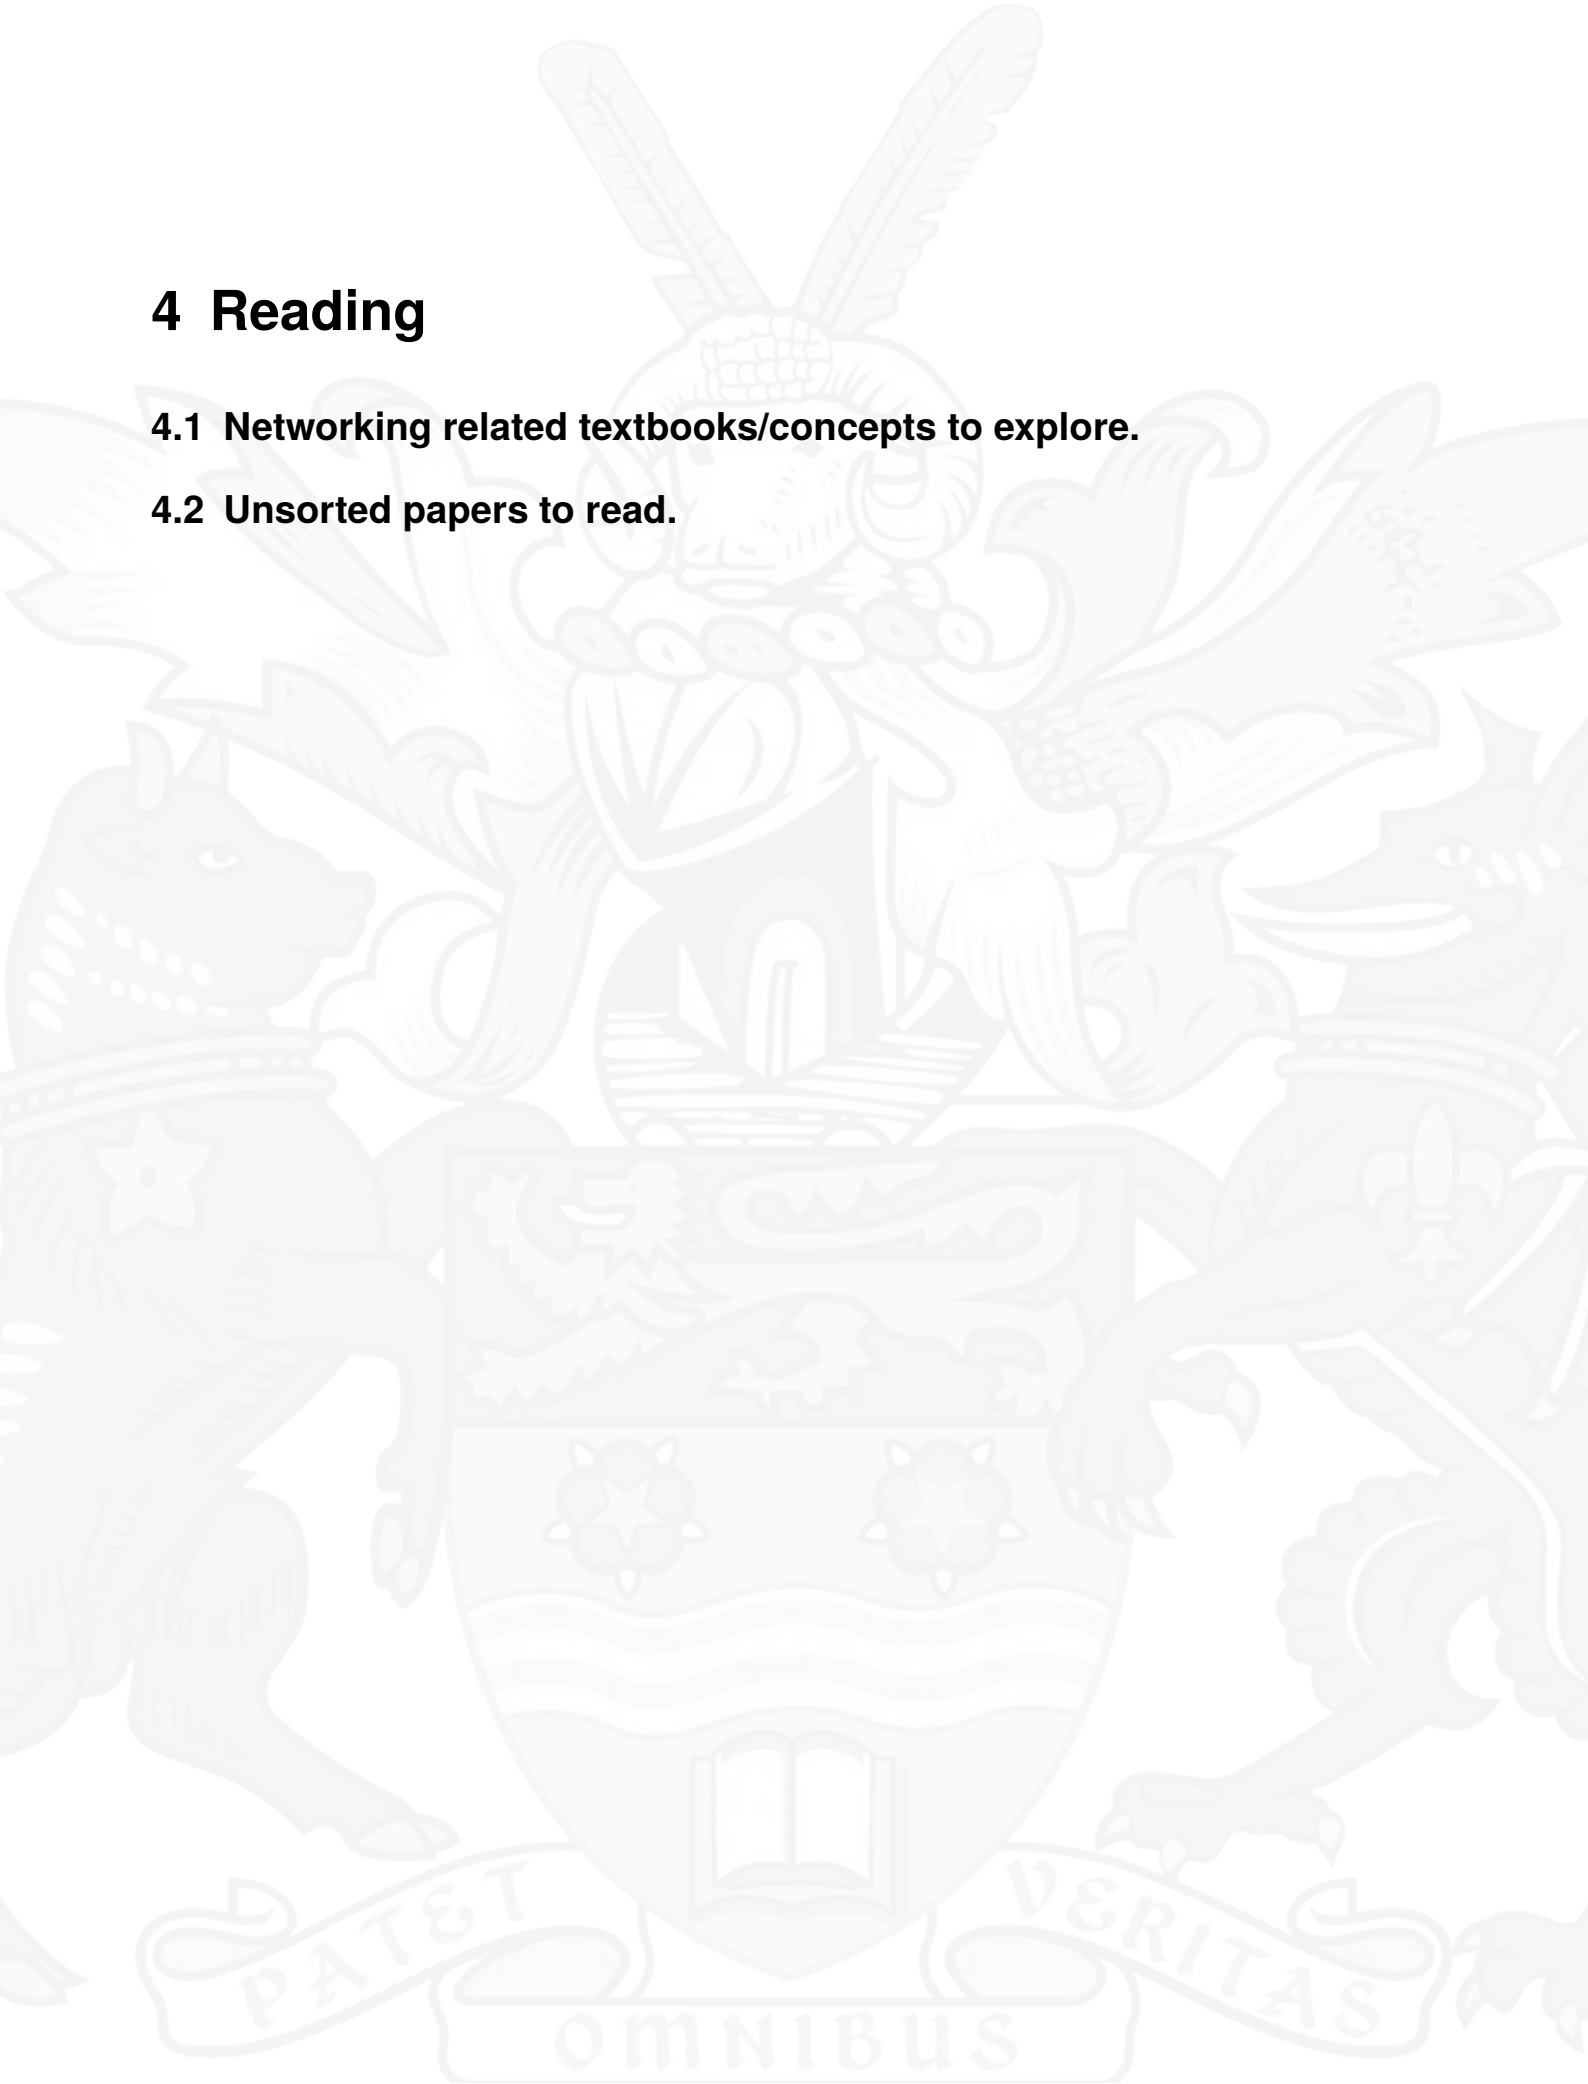 4 Reading
4.1 Networking related textbooks/concepts to explore.
4.2 Unsorted papers to read.
PATET
VERITAS
OMNIBUS